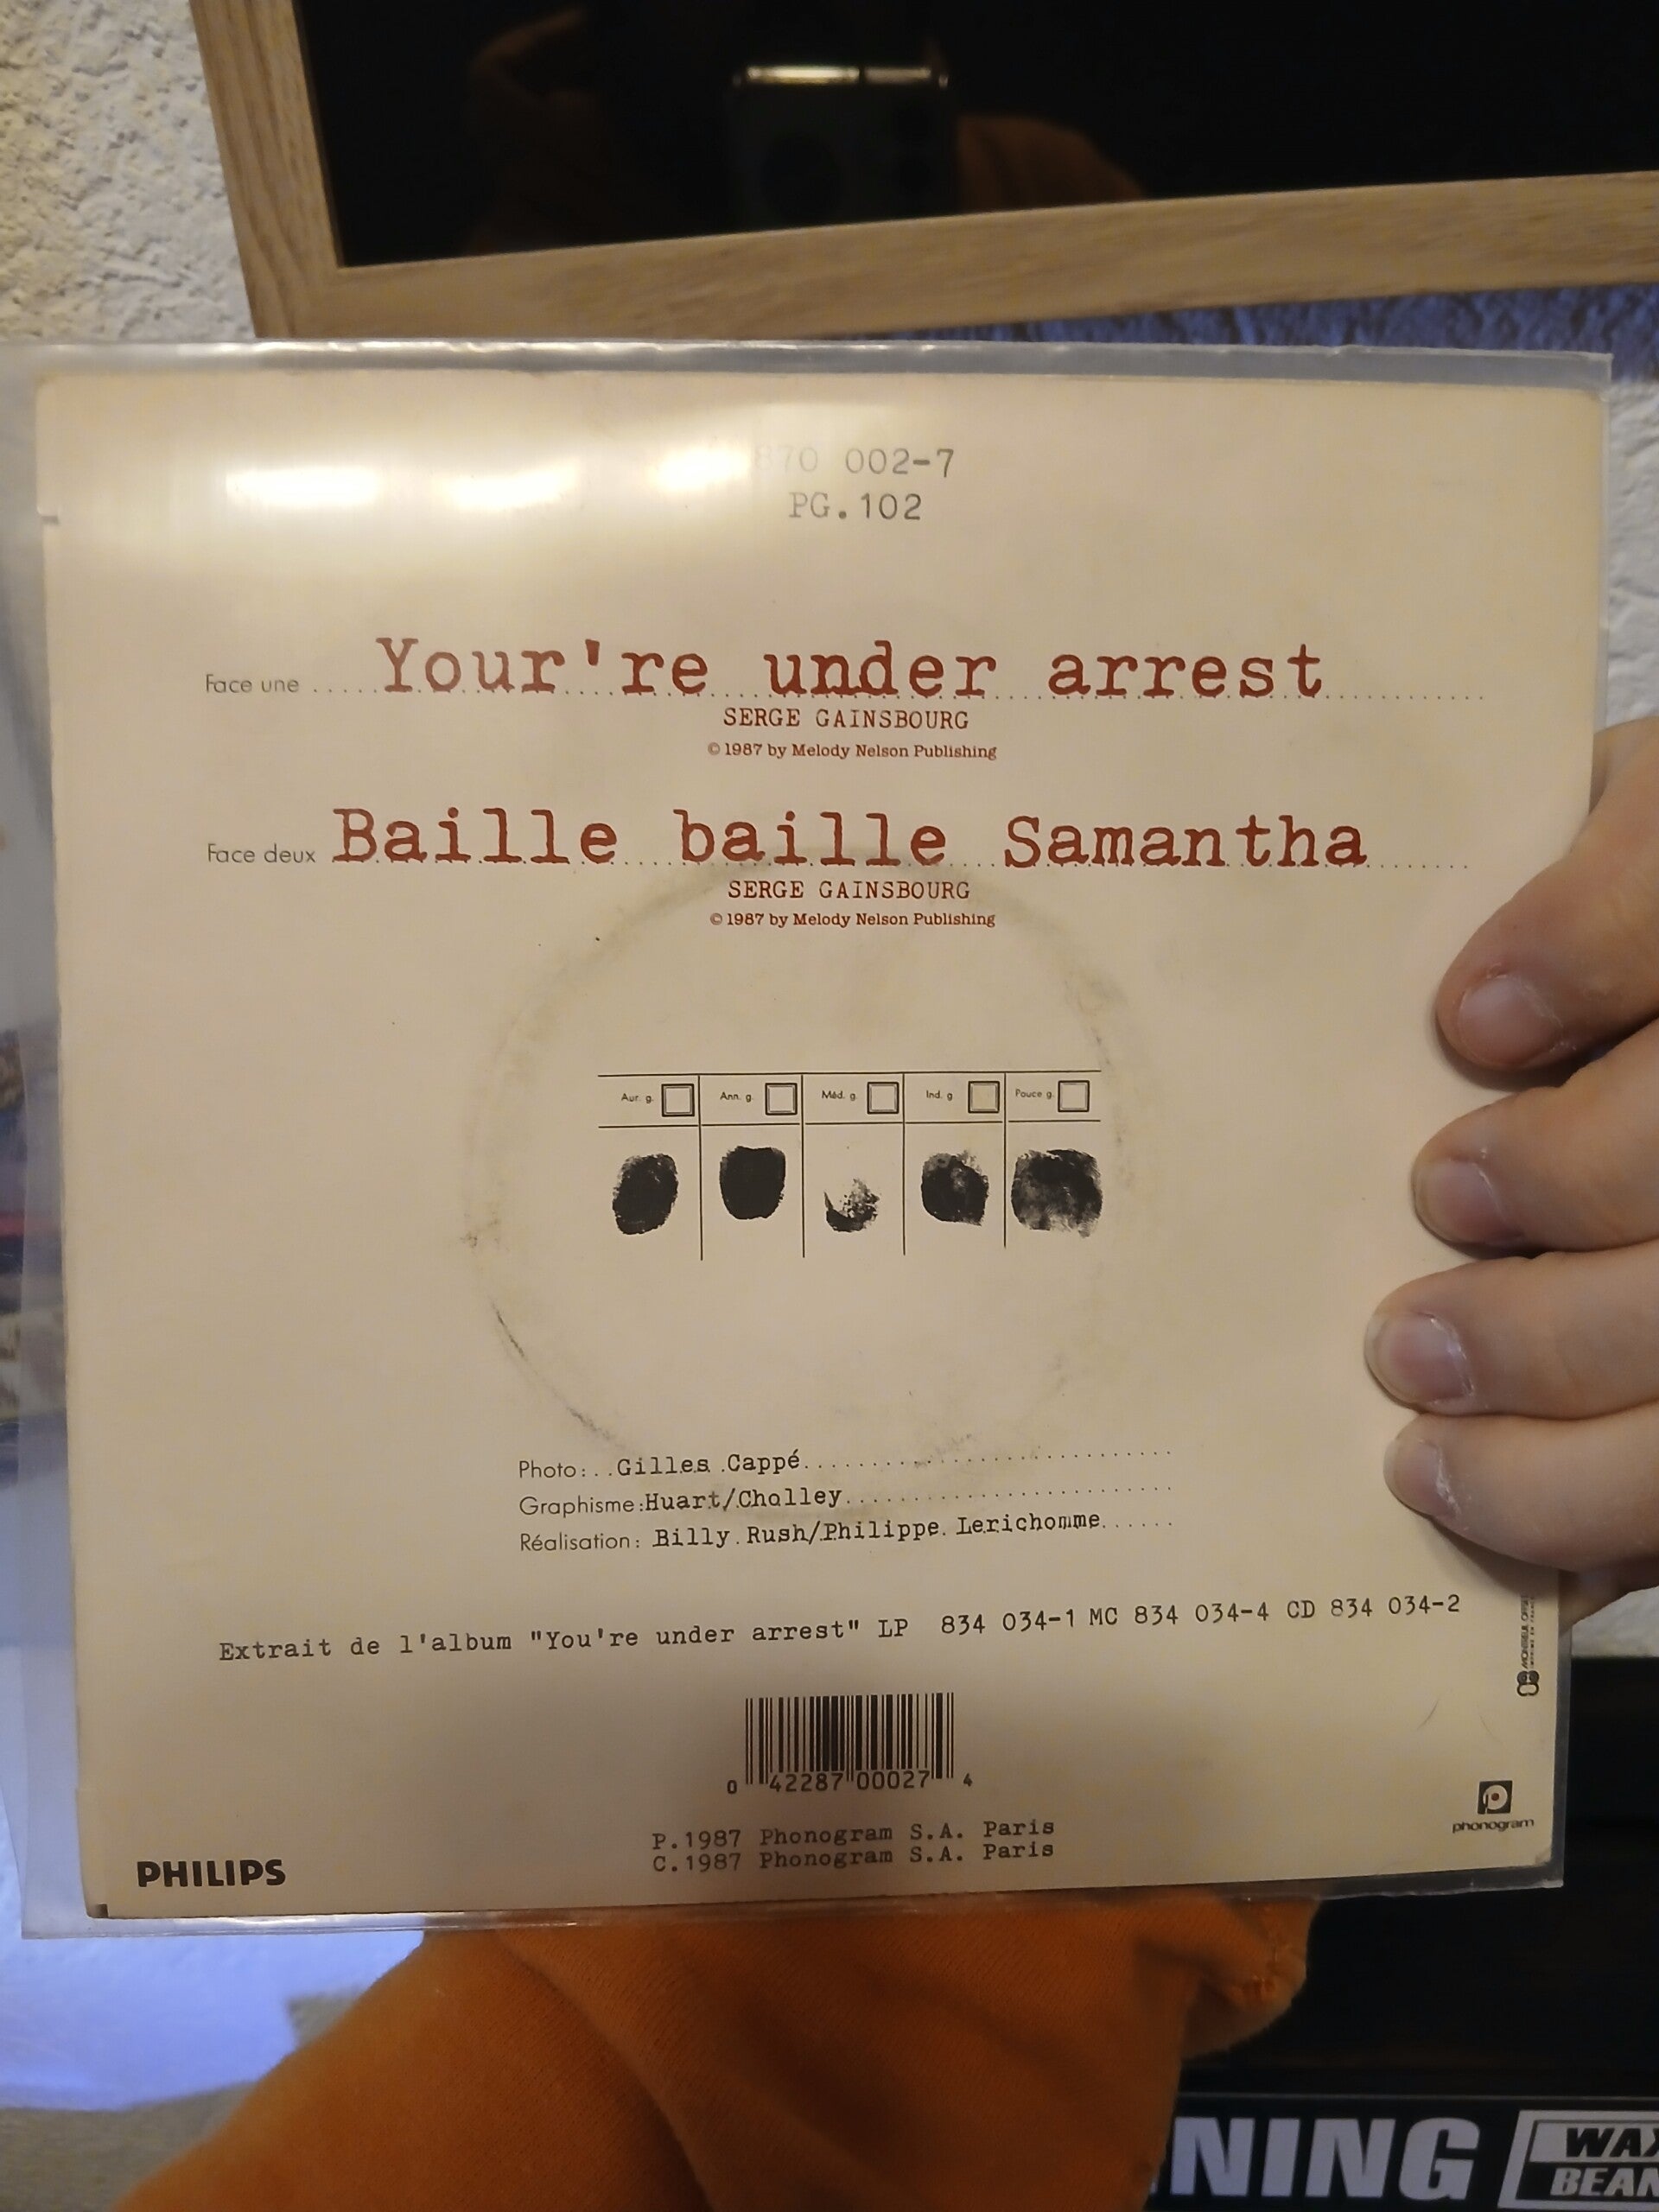 870 002-7
PG.102
Face une ..... Your're under arrest
SERGE GAINSBOURG
© 1987 by Melody Nelson Publishing
Face deux Baille baille Samantha
SERGE GAINSBOURG
© 1987 by Melody Nelson Publishing
Aur. g. Ann. g. Méd. g. Ind. g Pouce g.
Photo: Gilles Cappé
Graphisme: Huart/Cholley
Réalisation: Billy Rush/Philippe Lerichomme
Extrait de l'album "You're under arrest" LP 834 034-1 MC 834 034-4 CD 834 034-2
0 42287 00027 4
P.1987 Phonogram S.A. Paris
C.1987 Phonogram S.A. Paris
PHILIPS
phonogram
NING
WAX
BEAN